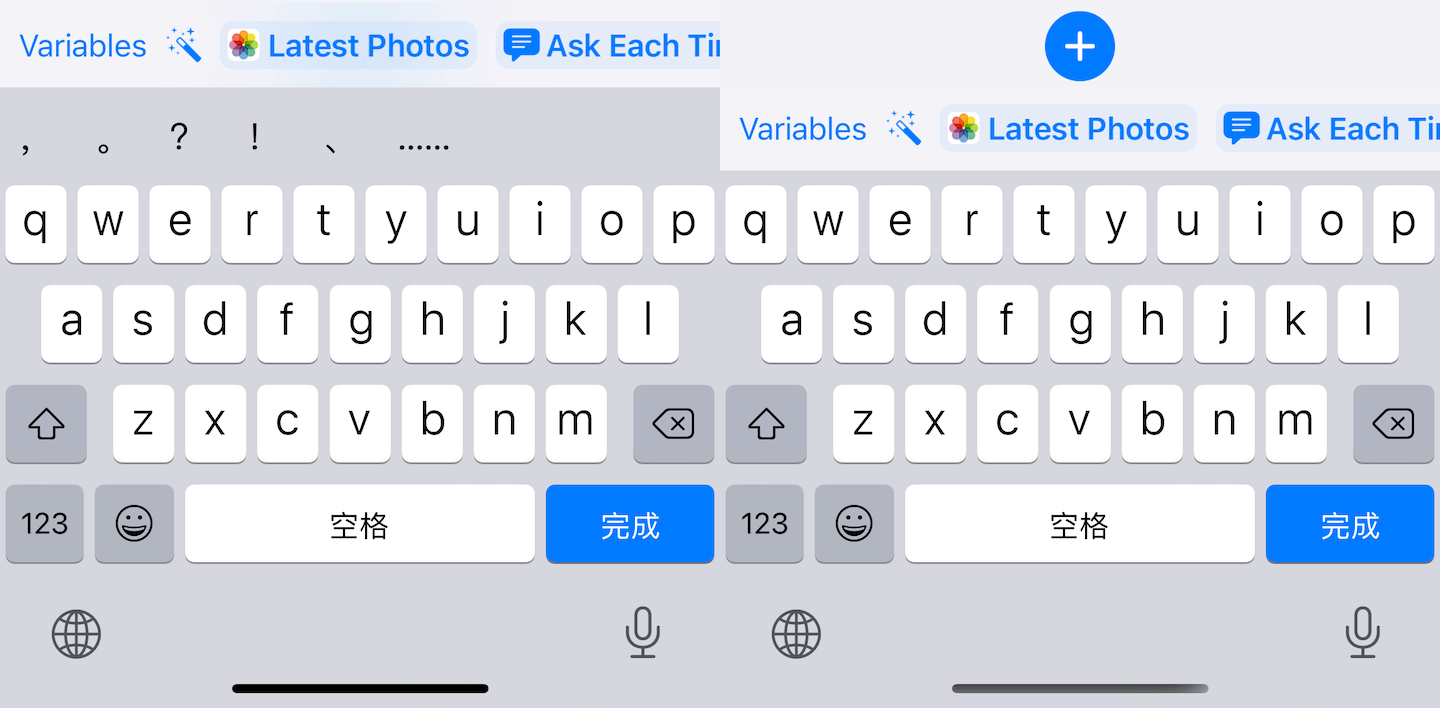 Variables Latest Photos Ask Each Ti
， 。 ？ ！ 、 ……
q w e r t y u i o p
a s d f g h j k l
z x c v b n m
123 空格 完成
Variables Latest Photos Ask Each Ti
q w e r t y u i o p
a s d f g h j k l
z x c v b n m
123 空格 完成